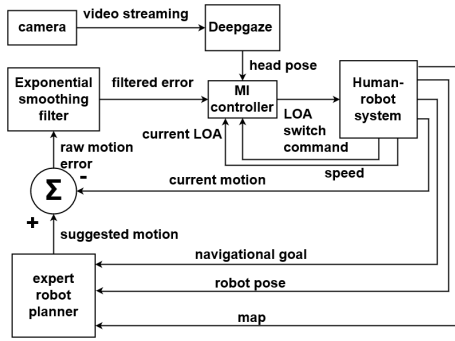 video streaming
camera
Deepgaze
head pose
Exponential
smoothing
filter
filtered error
MI
controller
Human-
robot
system
current LOA
LOA
switch
command
raw motion
error
speed
-
Σ
current motion
+
suggested motion
expert
robot
planner
navigational goal
robot pose
map